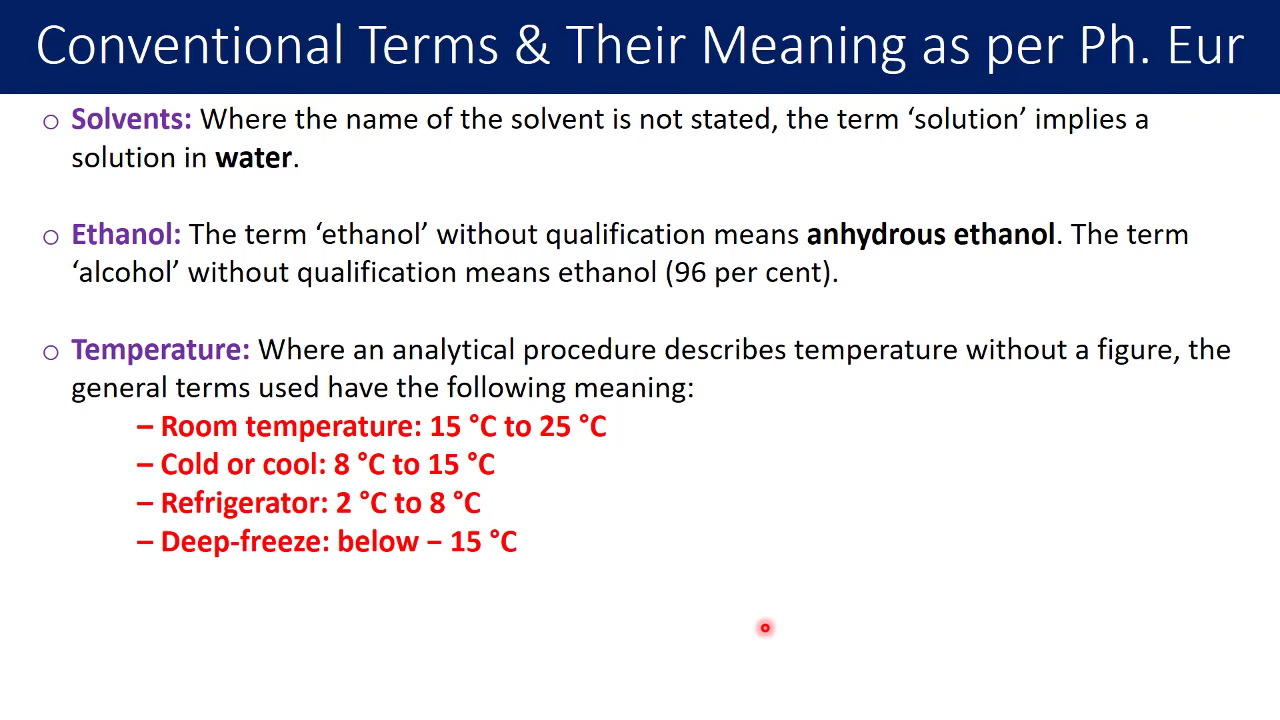 Conventional Terms & Their Meaning as per Ph. Eur
○ Solvents: Where the name of the solvent is not stated, the term ‘solution’ implies a
solution in water.
○ Ethanol: The term ‘ethanol’ without qualification means anhydrous ethanol. The term
‘alcohol’ without qualification means ethanol (96 per cent).
○ Temperature: Where an analytical procedure describes temperature without a figure, the
general terms used have the following meaning:
– Room temperature: 15 °C to 25 °C
– Cold or cool: 8 °C to 15 °C
– Refrigerator: 2 °C to 8 °C
– Deep-freeze: below − 15 °C